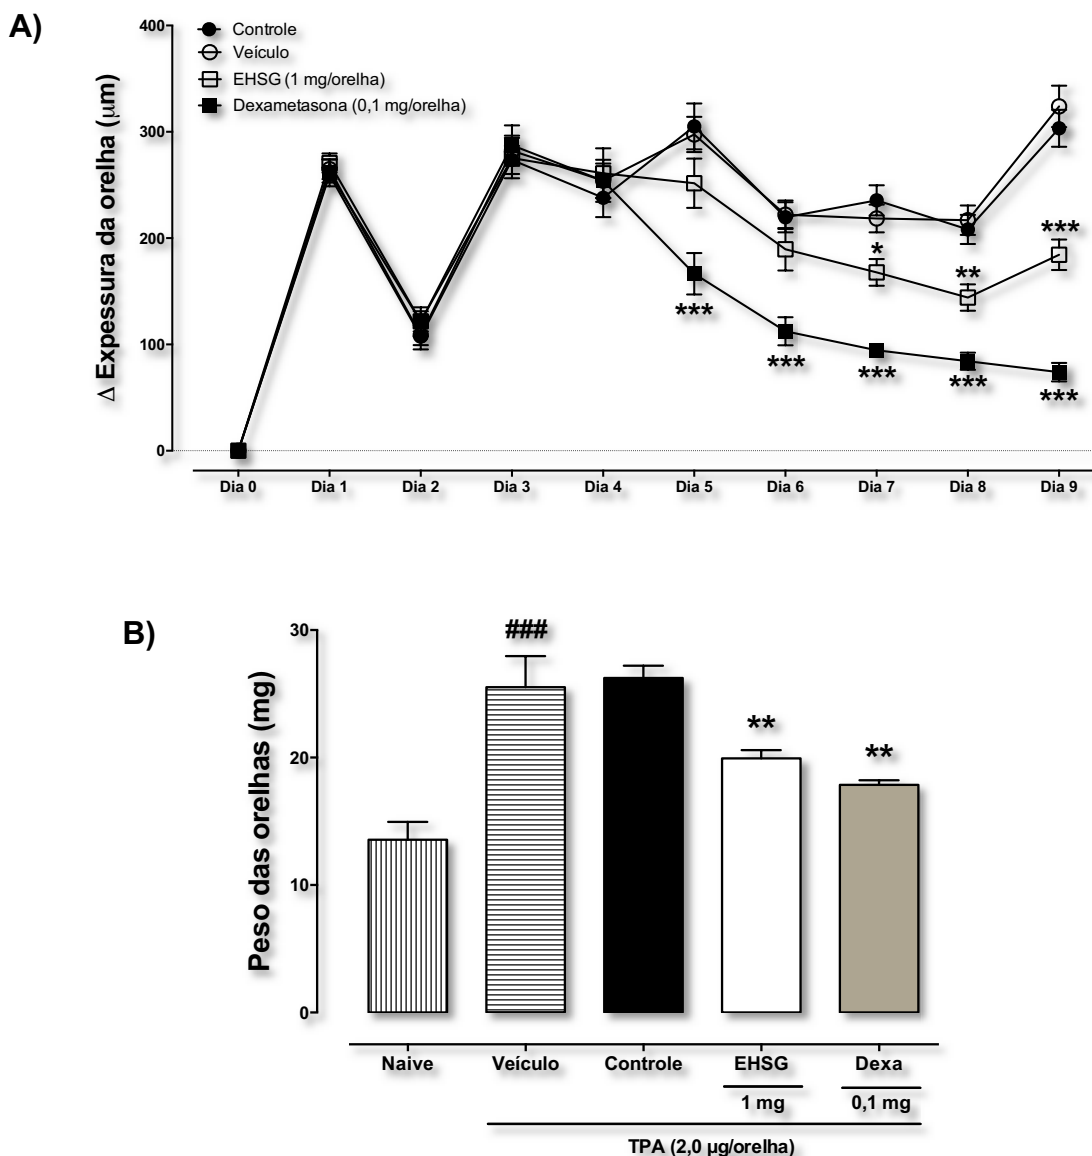 A)
400
300
200
100
0
Δ Expessura da orelha (μm)
Controle
Veículo
EHSG (1 mg/orelha)
Dexametasona (0,1 mg/orelha)
***
*
**
***
***
***
***
***
***
Dia 0 Dia 1 Dia 2 Dia 3 Dia 4 Dia 5 Dia 6 Dia 7 Dia 8 Dia 9
B)
30
20
10
0
Peso das orelhas (mg)
###
**
**
Naive Veículo Controle EHSG Dexa
1 mg 0,1 mg
TPA (2,0 μg/orelha)